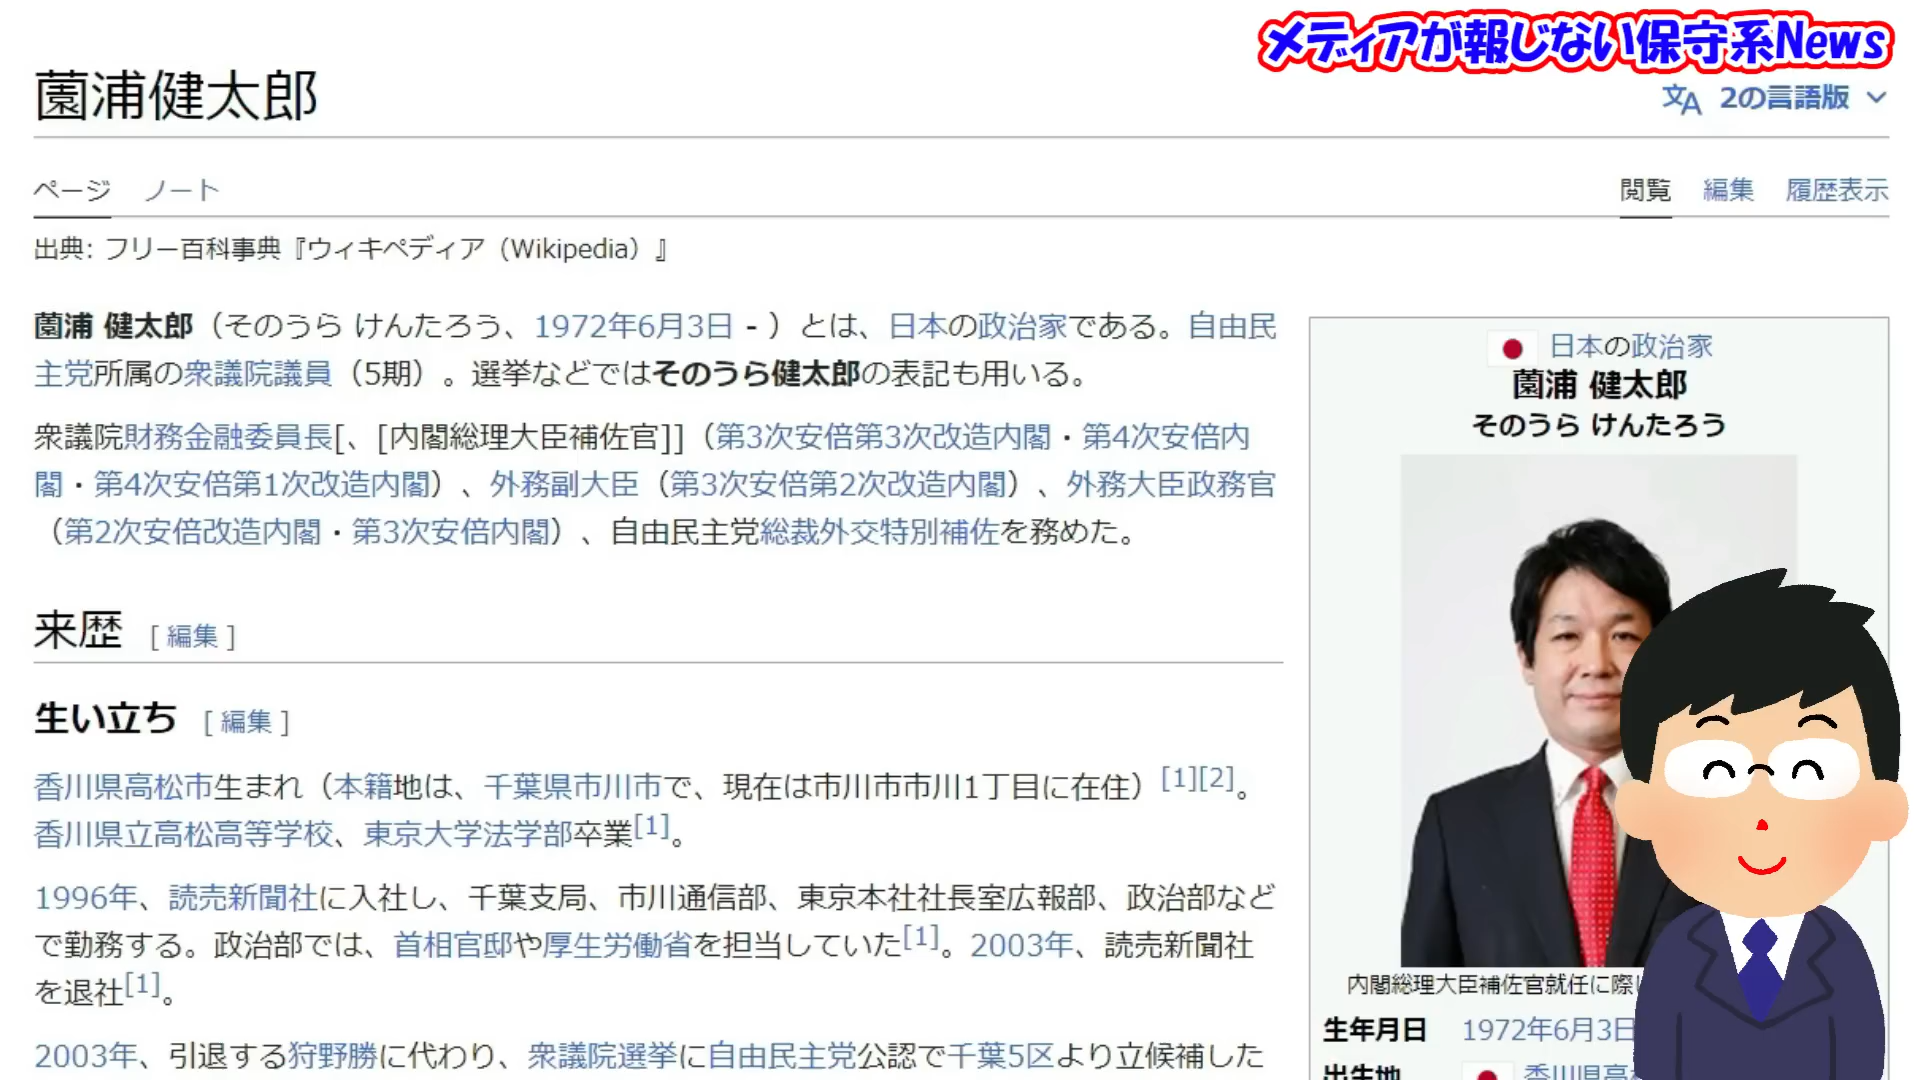 メディアが報じない保守系News
薗浦健太郎
2の言語版
ページ ノート
閲覧 編集 履歴表示
出典: フリー百科事典『ウィキペディア（Wikipedia）』
薗浦 健太郎（そのうら けんたろう、1972年6月3日 - ）とは、日本の政治家である。自由民
主党所属の衆議院議員（5期）。選挙などではそのうら健太郎の表記も用いる。
衆議院財務金融委員長[、[内閣総理大臣補佐官]]（第3次安倍第3次改造内閣・第4次安倍内
閣・第4次安倍第1次改造内閣）、外務副大臣（第3次安倍第2次改造内閣）、外務大臣政務官
（第2次安倍改造内閣・第3次安倍内閣）、自由民主党総裁外交特別補佐を務めた。
来歴 [ 編集 ]
生い立ち [ 編集 ]
香川県高松市生まれ（本籍地は、千葉県市川市で、現在は市川市市川1丁目に在住）[1][2]。
香川県立高松高等学校、東京大学法学部卒業[1]。
1996年、読売新聞社に入社し、千葉支局、市川通信部、東京本社社長室広報部、政治部など
で勤務する。政治部では、首相官邸や厚生労働省を担当していた[1]。2003年、読売新聞社
を退社[1]。
2003年、引退する狩野勝に代わり、衆議院選挙に自由民主党公認で千葉5区より立候補した
日本の政治家
薗浦 健太郎
そのうら けんたろう
内閣総理大臣補佐官就任に際し
生年月日 1972年6月3日
出生地 香川県高